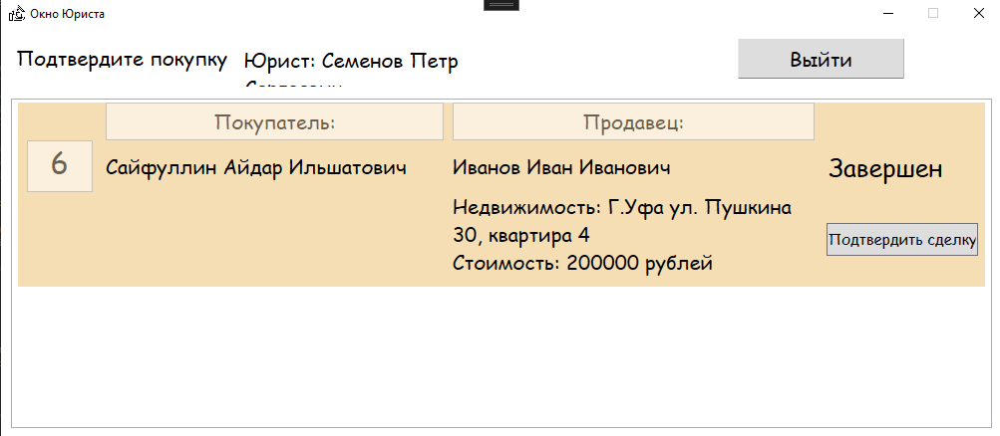 Окно Юриста
Подтвердите покупку
Юрист: Семенов Петр
Выйти
Покупатель:
Продавец:
6
Сайфуллин Айдар Ильшатович
Иванов Иван Иванович
Завершен
Недвижимость: Г.Уфа ул. Пушкина
30, квартира 4
Стоимость: 200000 рублей
Подтвердить сделку